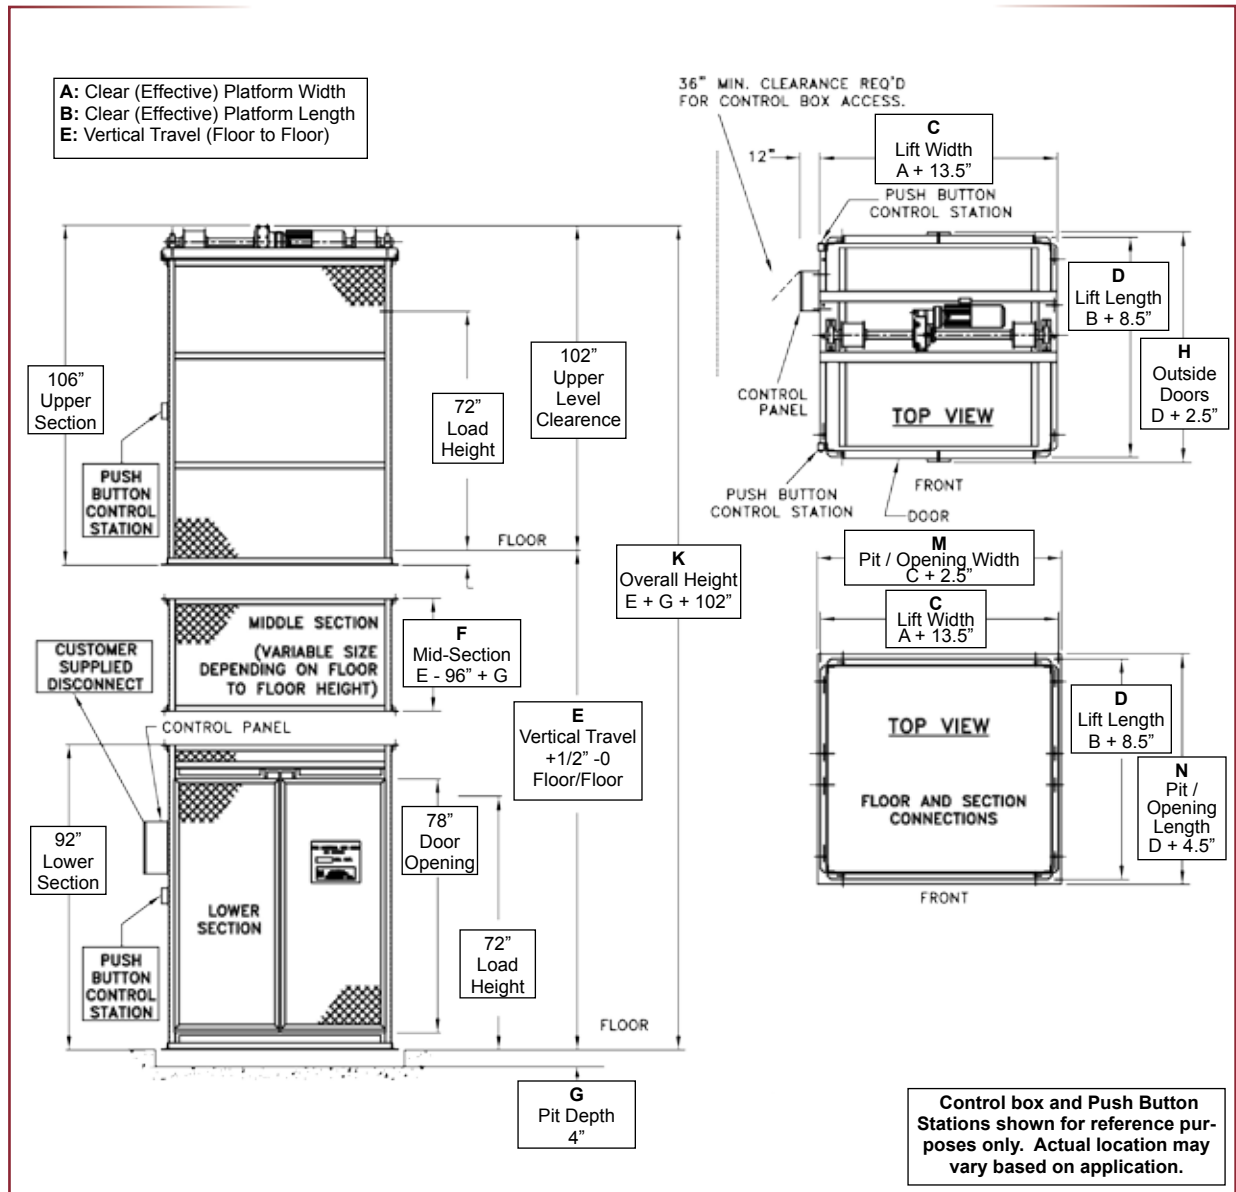 A: Clear (Effective) Platform Width
B: Clear (Effective) Platform Length
E: Vertical Travel (Floor to Floor)
36" MIN. CLEARANCE REQ'D
FOR CONTROL BOX ACCESS.
12"
C
Lift Width
A + 13.5”
PUSH BUTTON
CONTROL STATION
D
Lift Length
B + 8.5”
H
Outside
Doors
D + 2.5”
CONTROL
PANEL
TOP VIEW
FRONT
PUSH BUTTON
CONTROL STATION
DOOR
106”
Upper
Section
72”
Load
Height
102”
Upper
Level
Clearence
PUSH
BUTTON
CONTROL
STATION
FLOOR
K
Overall Height
E + G + 102”
M
Pit / Opening Width
C + 2.5”
C
Lift Width
A + 13.5”
MIDDLE SECTION
(VARIABLE SIZE
DEPENDING ON FLOOR
TO FLOOR HEIGHT)
F
Mid-Section
E - 96” + G
CUSTOMER
SUPPLIED
DISCONNECT
CONTROL PANEL
E
Vertical Travel
+1/2” -0
Floor/Floor
TOP VIEW
D
Lift Length
B + 8.5”
FLOOR AND SECTION
CONNECTIONS
N
Pit /
Opening
Length
D + 4.5”
FRONT
92”
Lower
Section
78”
Door
Opening
LOWER
SECTION
72”
Load
Height
PUSH
BUTTON
CONTROL
STATION
FLOOR
G
Pit Depth
4”
Control box and Push Button
Stations shown for reference pur-
poses only.  Actual location may
vary based on application.